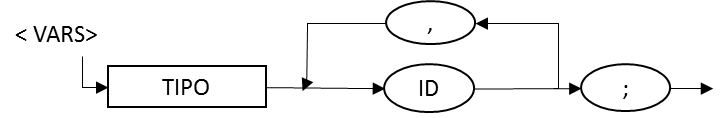 < VARS>
,
TIPO
ID
;